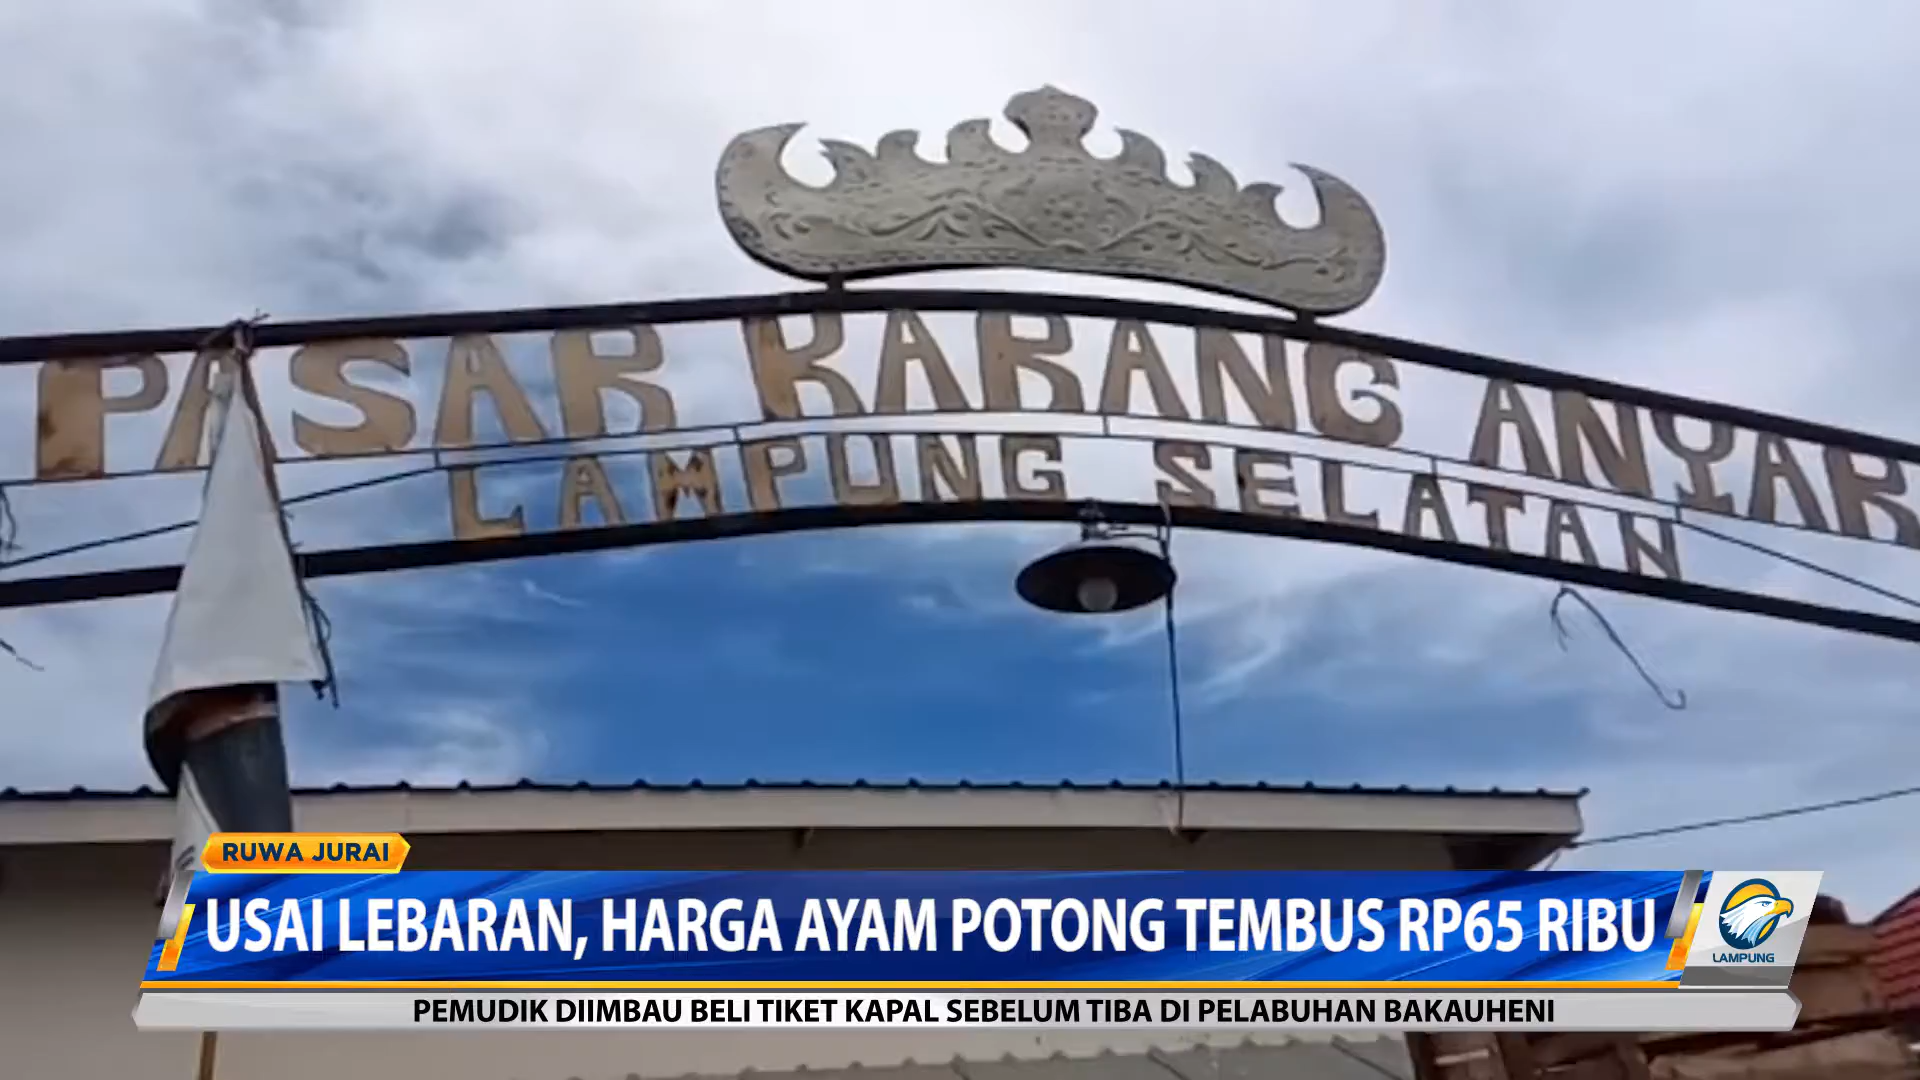 PASAR KARANG ANYAR
LAMPUNG SELATAN
RUWA JURAI
USAI LEBARAN, HARGA AYAM POTONG TEMBUS RP65 RIBU
LAMPUNG
PEMUDIK DIIMBAU BELI TIKET KAPAL SEBELUM TIBA DI PELABUHAN BAKAUHENI